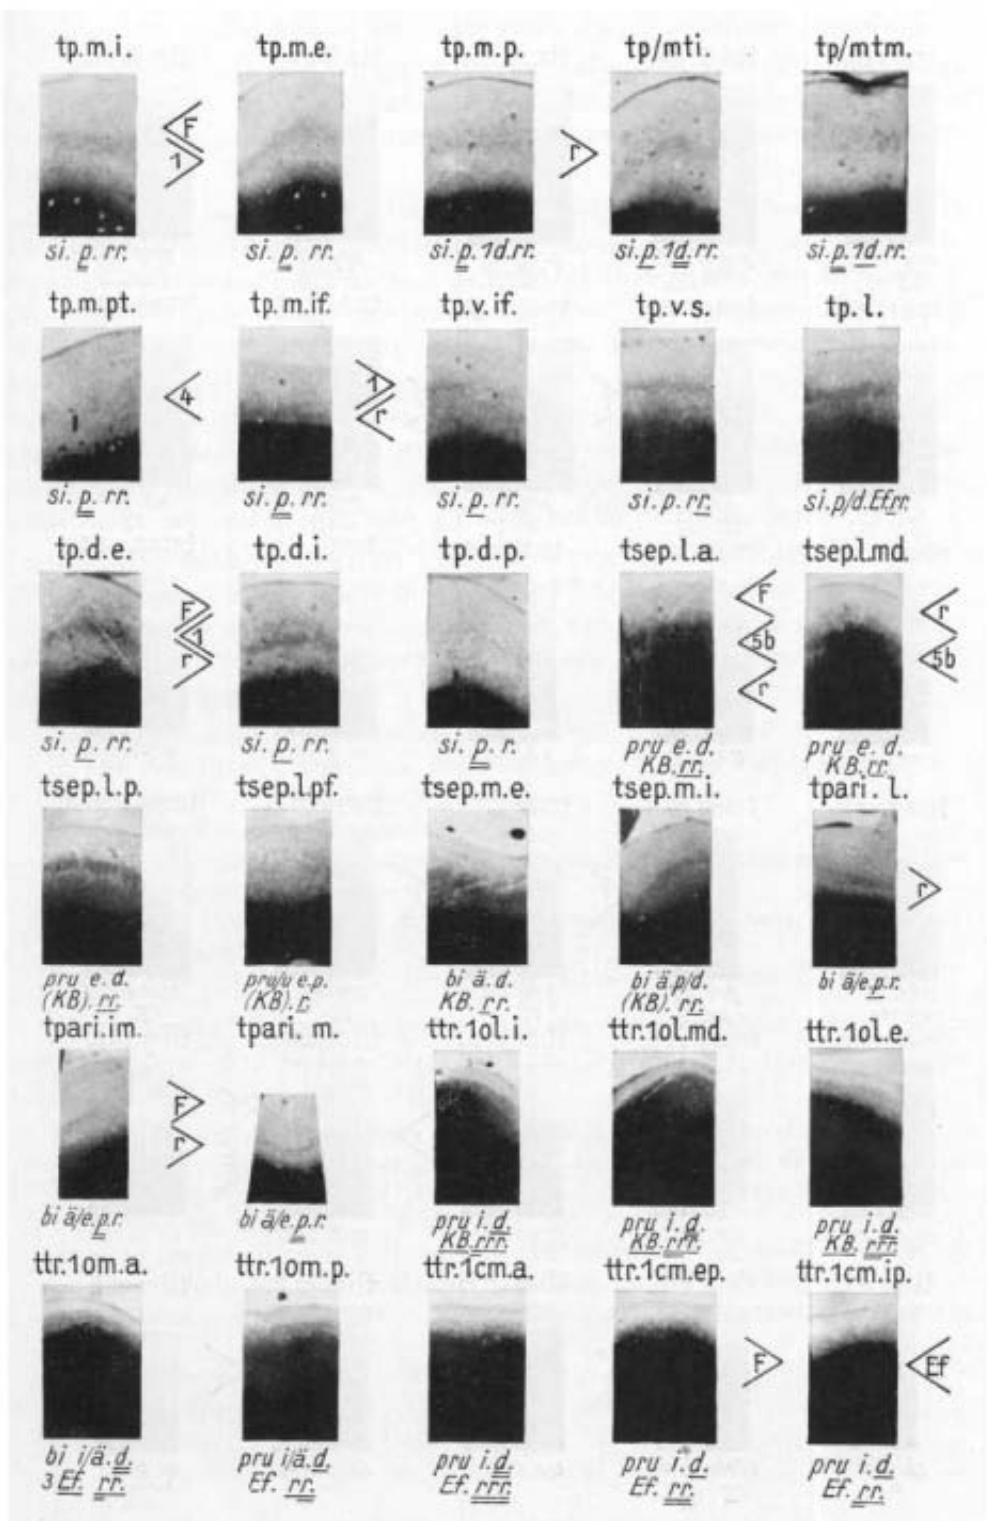 tp.m.i. tp.m.e. tp.m.p. tp/mti. tp/mtm.
F
1
r
si. p. rr. si. p. rr. si.p.1d.rr. si.p.1d.rr. si.p.1d.rr.
tp.m.pt. tp.m.if. tp.v.if. tp.v.s. tp. l.
4
1
r
si. p. rr. si. p. rr. si. p. rr. si. p. rr. si.p/d.Ef.rr.
tp.d.e. tp.d.i. tp.d.p. tsep.l.a. tsep.l.md.
F F
1 r
5b 5b
r r
si. p. rr. si. p. rr. si. p. r. pru e. d. pru e. d.
KB. rr. KB. rr.
tsep.l.p. tsep.l.pf. tsep.m.e. tsep.m.i. tpari. l.
r
pru e. d. pru/u e.p. bi ä. d. bi ä.p/d. bi ä/e.p.r.
(KB). rr. (KB). r. KB. rr. (KB). rr.
tpari.im. tpari. m. ttr.1ol.i. ttr.1ol.md. ttr.1ol.e.
F
r
bi ä/e.p.r. bi ä/e.p.r. pru i.d. pru i.d. pru i.d.
KB.rrr. KB.rrr. KB. rrr.
ttr.1om.a. ttr.1om.p. ttr.1cm.a. ttr.1cm.ep. ttr.1cm.ip.
F Ef
bi i/ä.d. pru i/ä.d. pru i.d. pru i.d. pru i.d.
3 Ef. rr. Ef. rr. Ef. rrr. Ef. rr. Ef. rr.